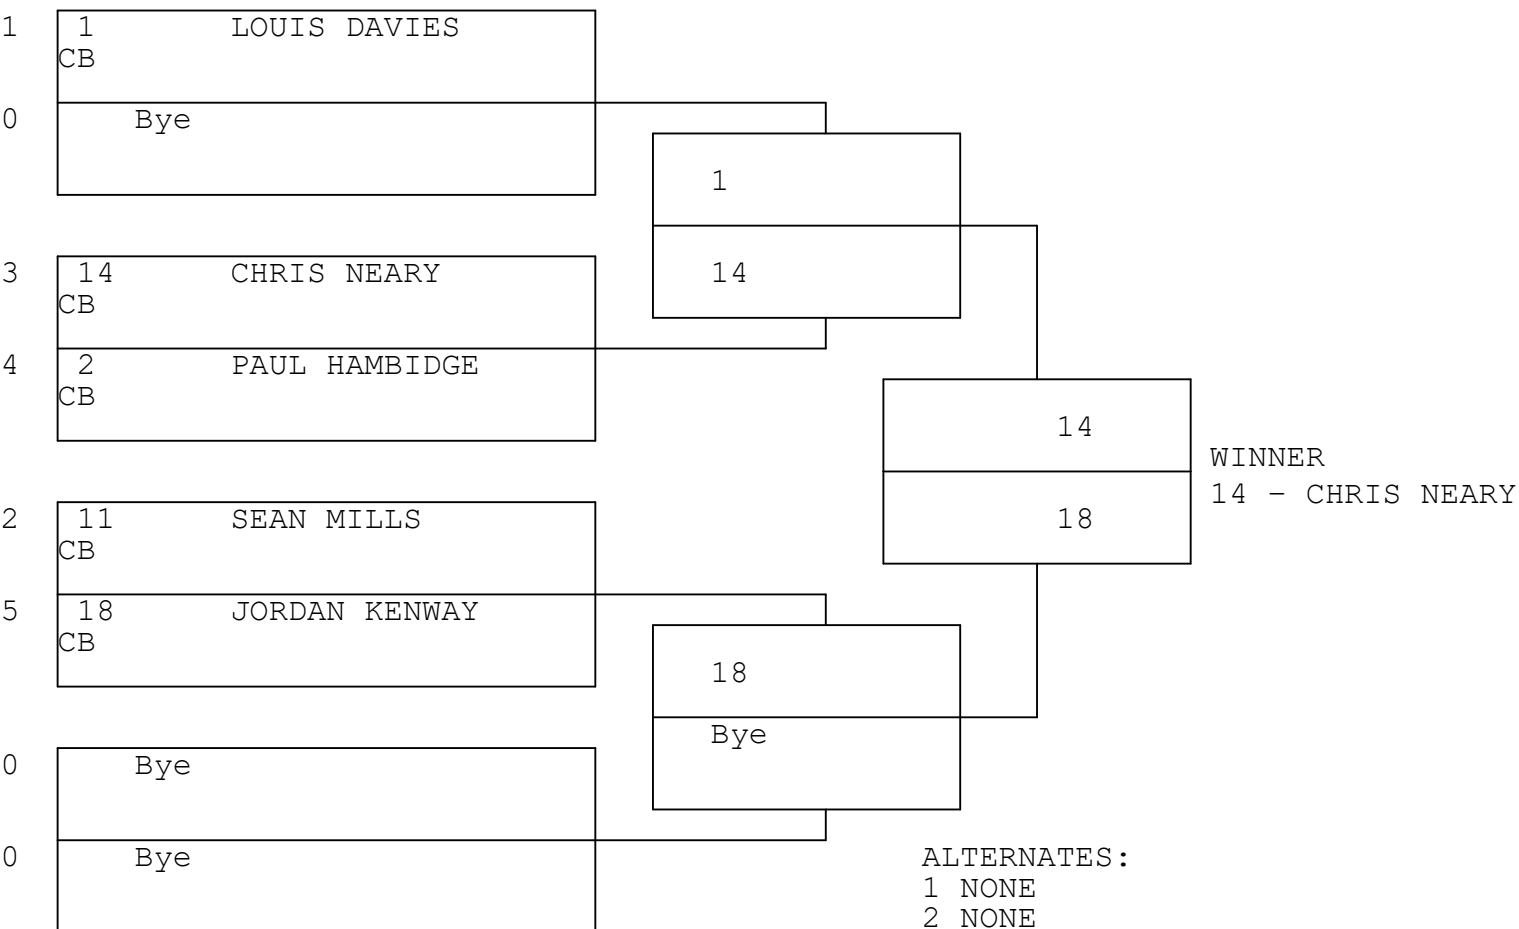 1 1 LOUIS DAVIES
CB
0 Bye
1
3 14 CHRIS NEARY 14
CB
4 2 PAUL HAMBIDGE
CB
14
WINNER
14 – CHRIS NEARY
2 11 SEAN MILLS 18
CB
5 18 JORDAN KENWAY
CB
18
Bye
0 Bye
0 Bye ALTERNATES:
1 NONE
2 NONE